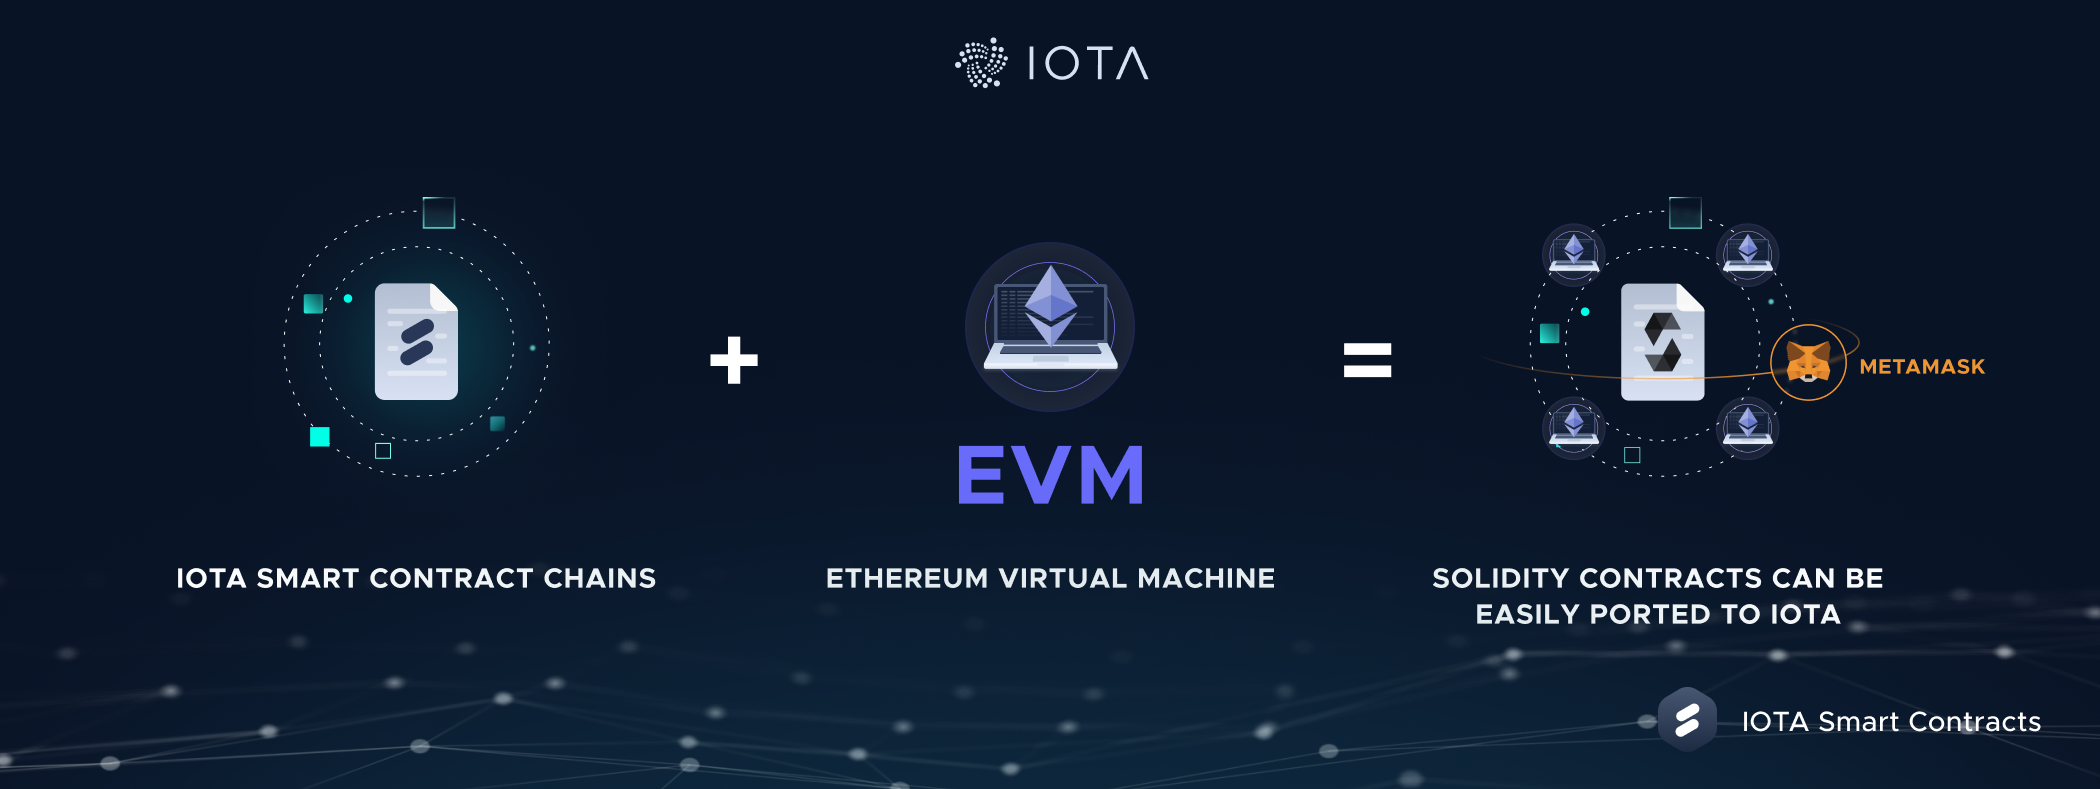 IOTA
+
=
METAMASK
EVM
IOTA SMART CONTRACT CHAINS
ETHEREUM VIRTUAL MACHINE
SOLIDITY CONTRACTS CAN BE
EASILY PORTED TO IOTA
IOTA Smart Contracts